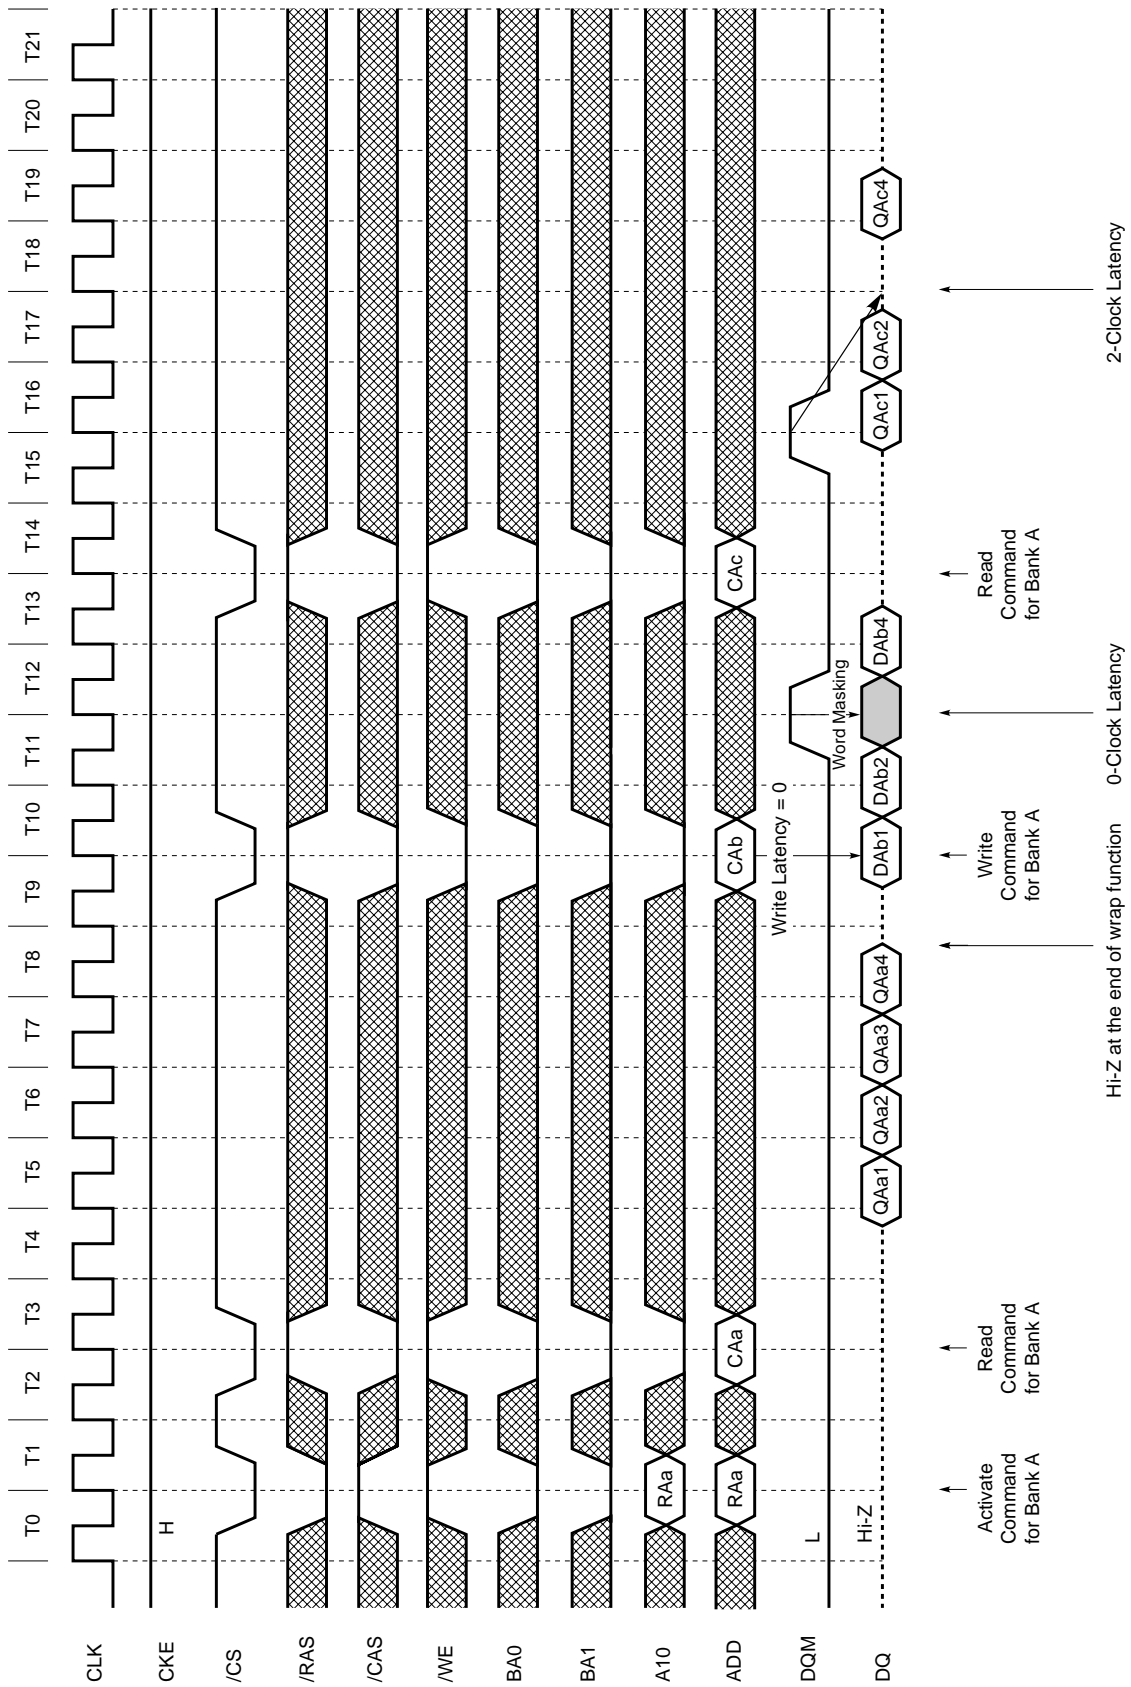 T0 T1 T2 T3 T4 T5 T6 T7 T8 T9 T10 T11 T12 T13 T14 T15 T16 T17 T18 T19 T20 T21
CLK
CKE
H
/CS
/RAS
/CAS
/WE
BA0
BA1
A10
RAa
ADD
RAa
CAa
CAb
CAc
Write Latency = 0
DQM
L
Word Masking
DQ
Hi-Z
QAa1
QAa2
QAa3
QAa4
DAb1
DAb2
DAb4
QAc1
QAc2
QAc4
Activate
Command
for Bank A
Read
Command
for Bank A
Write
Command
for Bank A
Read
Command
for Bank A
Hi-Z at the end of wrap function
0-Clock Latency
2-Clock Latency